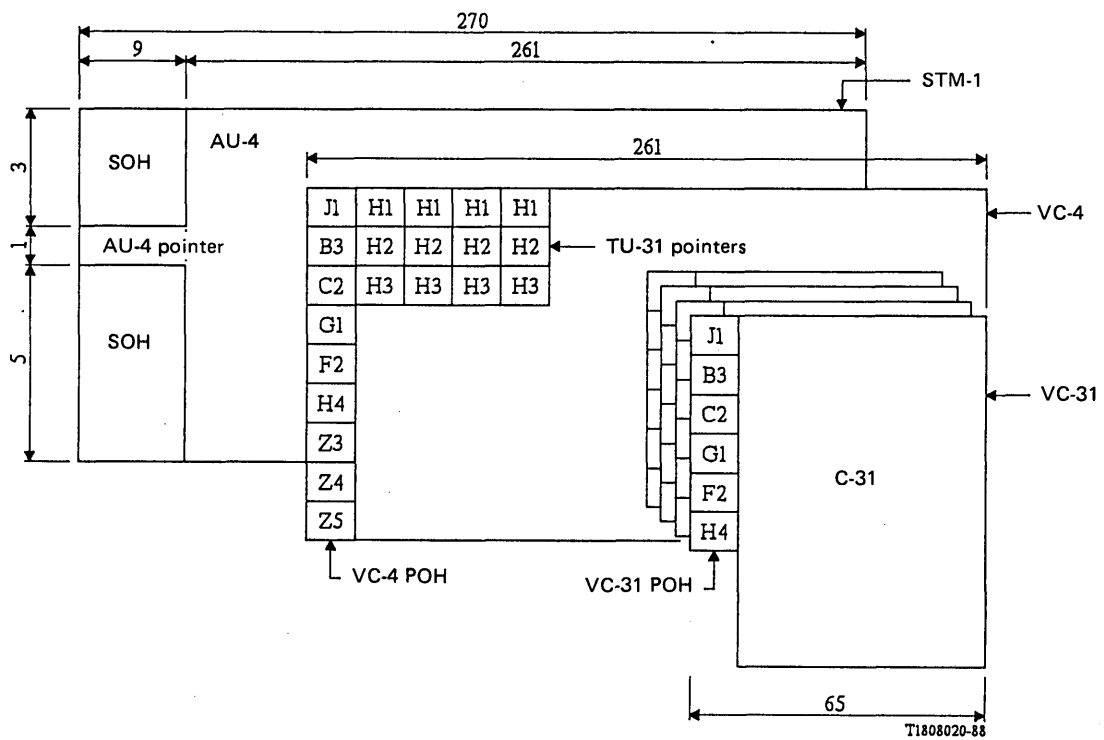 270
9 261
STM-1
AU-4
SOH
3
261
J1 H1 H1 H1 H1
VC-4
1
AU-4 pointer
B3 H2 H2 H2 H2
TU-31 pointers
C2 H3 H3 H3 H3
G1
SOH
5
F2
H4
Z3
Z4
Z5
J1
B3
C2
G1
F2
H4
VC-31
C-31
VC-4 POH
VC-31 POH
65
T1808020-88